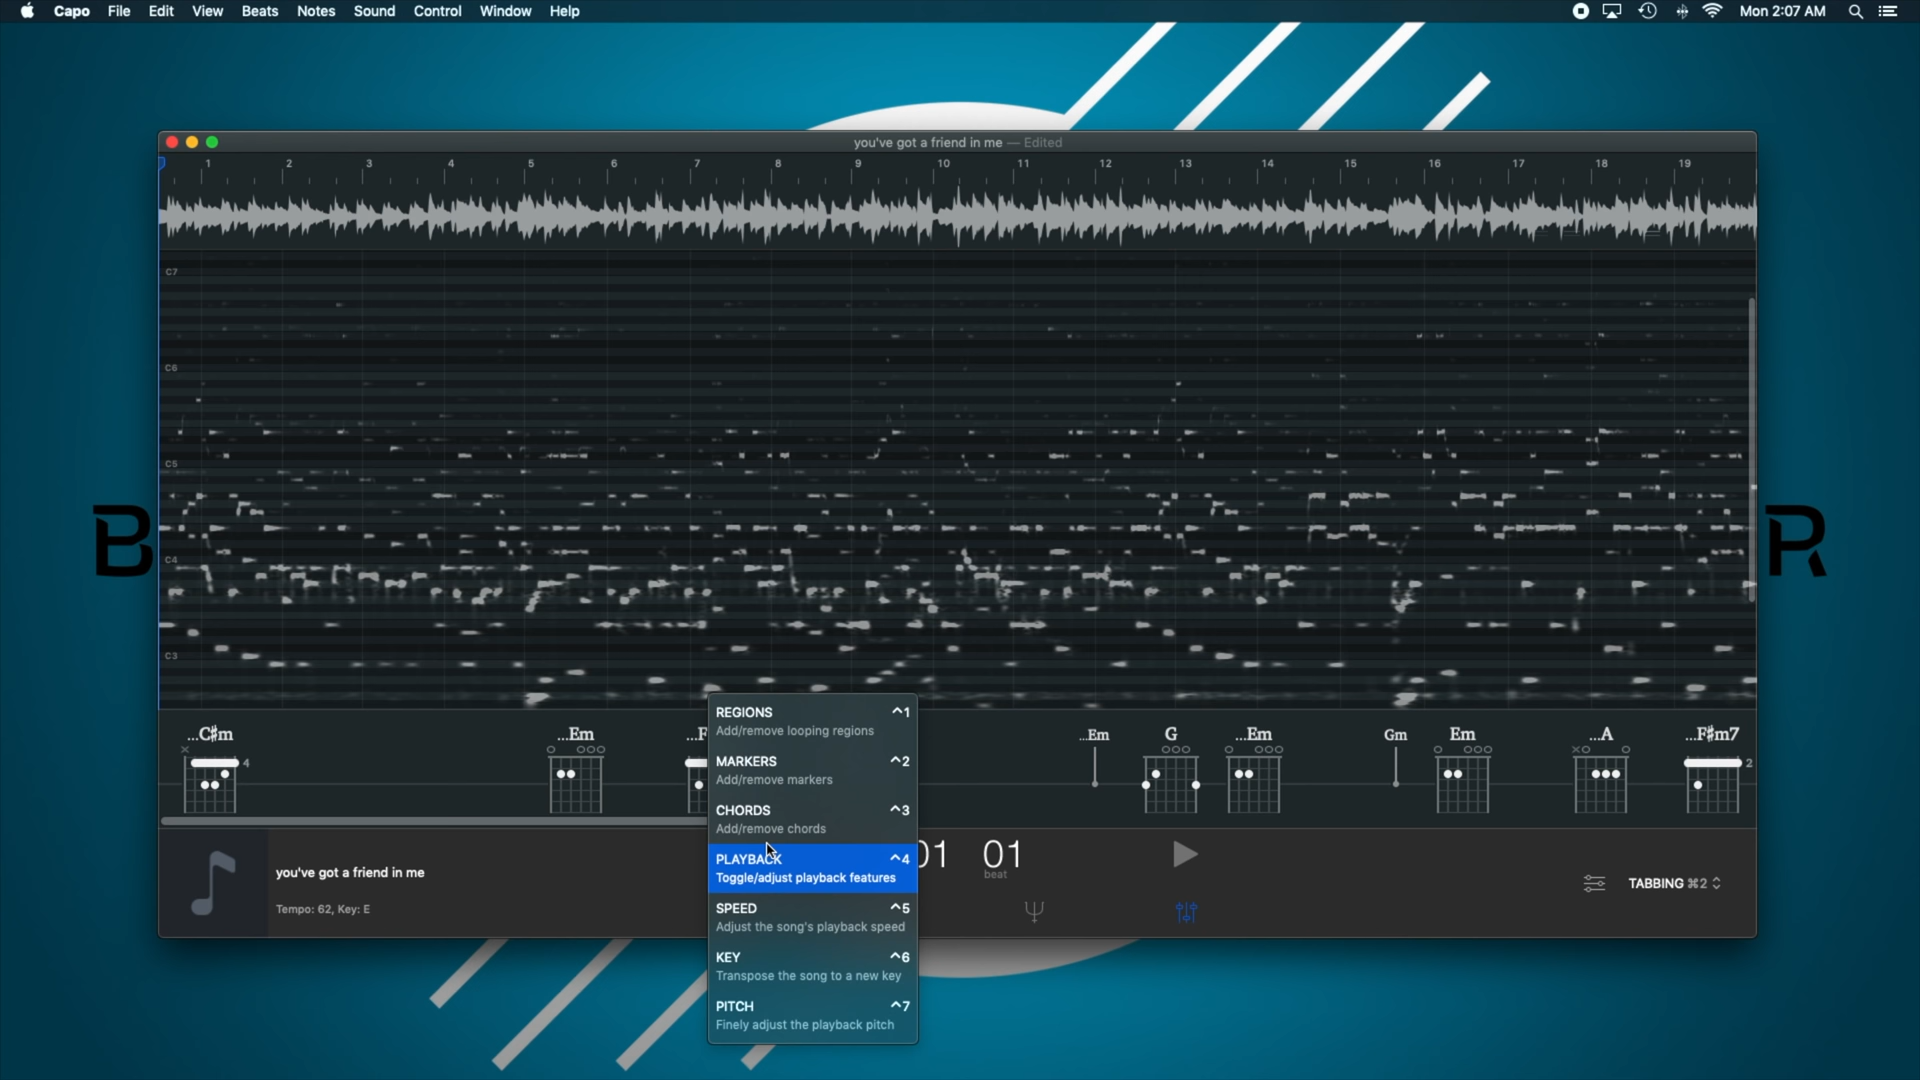 Capo File Edit View Beats Notes Sound Control Window Help
Mon 2:07 AM
you've got a friend in me — Edited
1 2 3 4 5 6 7 8 9 10 11 12 13 14 15 16 17 18 19
C7
C6
C5
B R
C4
C3
...C♯m ...Em ...F ...Em G ...Em Gm Em ...A ...F♯m7
4 2
REGIONS ^1
Add/remove looping regions
MARKERS ^2
Add/remove markers
CHORDS ^3
Add/remove chords
PLAYBACK ^4
Toggle/adjust playback features
SPEED ^5
Adjust the song's playback speed
KEY ^6
Transpose the song to a new key
PITCH ^7
Finely adjust the playback pitch
01 01
beat
you've got a friend in me
Tempo: 62, Key: E
TABBING ⌘2